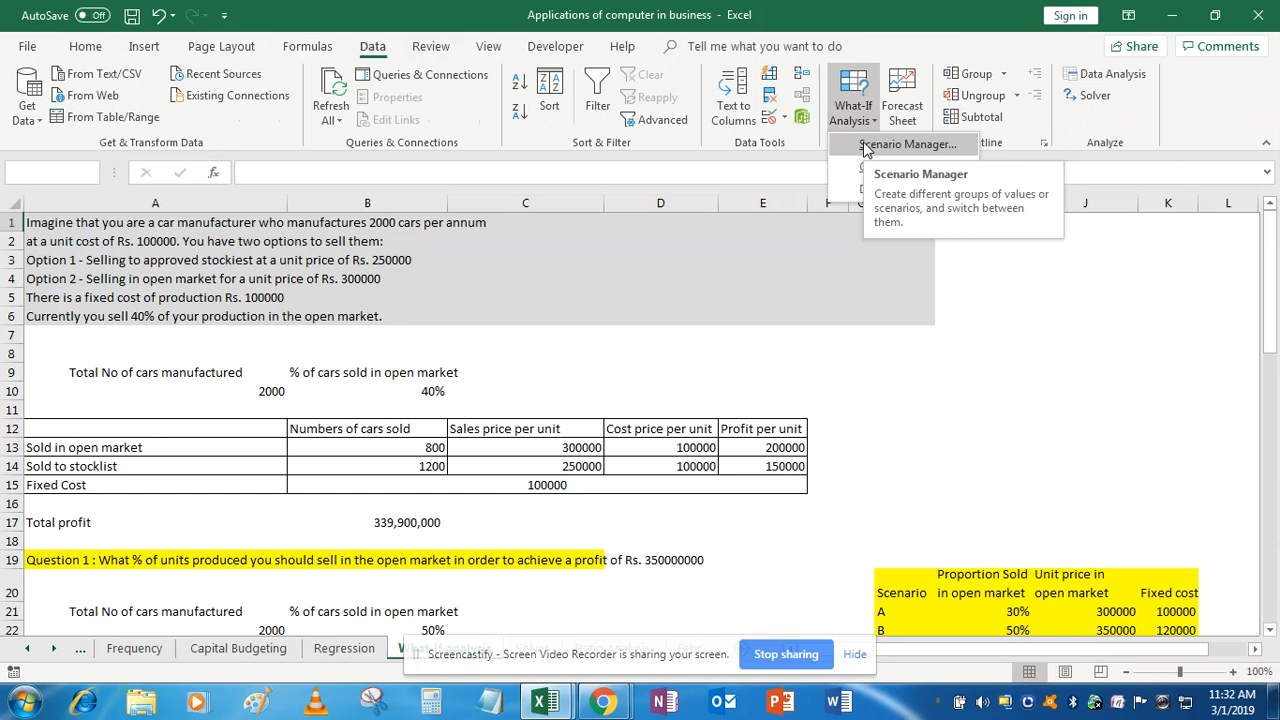 AutoSave Off Applications of computer in business - Excel Sign in
File Home Insert Page Layout Formulas Data Review View Developer Help Tell me what you want to do Share Comments
From Text/CSV Recent Sources
From Web Existing Connections
From Table/Range
Get Data
Get & Transform Data
Refresh All
Queries & Connections
Properties
Edit Links
Queries & Connections
Sort
Filter
Clear
Reapply
Advanced
Sort & Filter
Text to Columns
Data Tools
What-If Analysis
Forecast Sheet
Group
Ungroup
Subtotal
Data Analysis
Solver
Analyze
Scenario Manager...
Scenario Manager
Create different groups of values or
scenarios, and switch between
them.
A B C D E F J K L
1 Imagine that you are a car manufacturer who manufactures 2000 cars per annum
2 at a unit cost of Rs. 100000. You have two options to sell them:
3 Option 1 - Selling to approved stockiest at a unit price of Rs. 250000
4 Option 2 - Selling in open market for a unit price of Rs. 300000
5 There is a fixed cost of production Rs. 100000
6 Currently you sell 40% of your production in the open market.
7
8
9 Total No of cars manufactured % of cars sold in open market
10 2000 40%
11
12 Numbers of cars sold Sales price per unit Cost price per unit Profit per unit
13 Sold in open market 800 300000 100000 200000
14 Sold to stocklist 1200 250000 100000 150000
15 Fixed Cost 100000
16
17 Total profit 339,900,000
18
19 Question 1 : What % of units produced you should sell in the open market in order to achieve a profit of Rs. 350000000
Proportion Sold Unit price in
20 Scenario in open market open market Fixed cost
21 Total No of cars manufactured % of cars sold in open market A 30% 300000 100000
22 2000 50% B 50% 350000 120000
... Frequency Capital Budgeting Regression
Screencastify - Screen Video Recorder is sharing your screen. Stop sharing Hide
100%
11:32 AM
3/1/2019